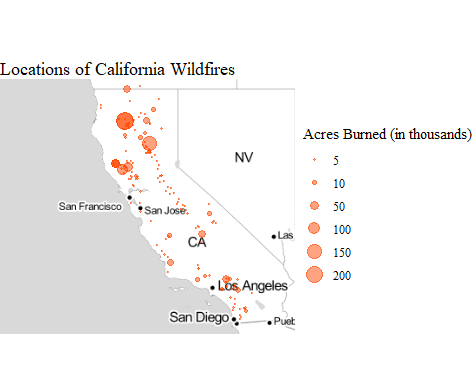 Locations of California Wildfires
Acres Burned (in thousands)
5
10
50
100
150
200
NV
San Francisco
San Jose
CA
Las
Los Angeles
San Diego
Pueb